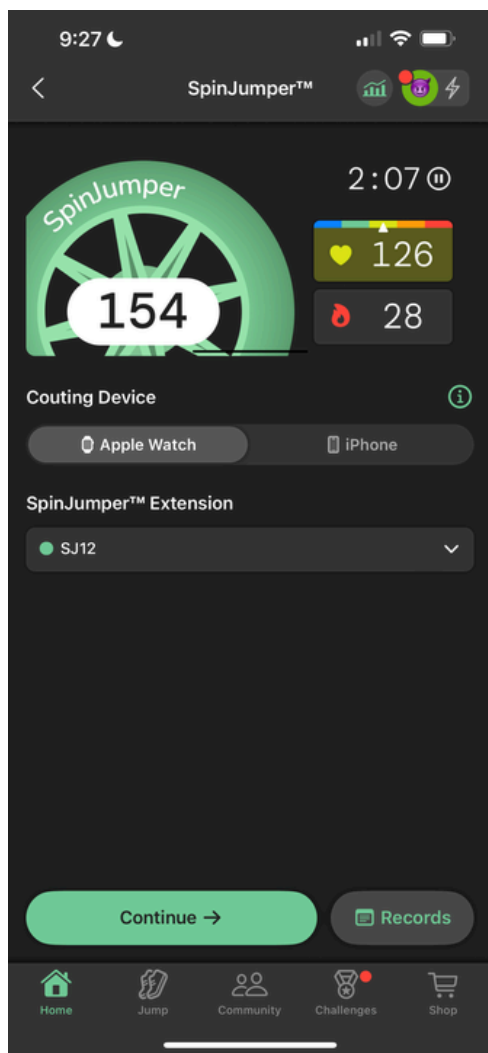 9:27
SpinJumper™
SpinJumper
2:07
154
126
28
Couting Device
Apple Watch
iPhone
SpinJumper™ Extension
SJ12
Continue →
Records
Home
Jump
Community
Challenges
Shop